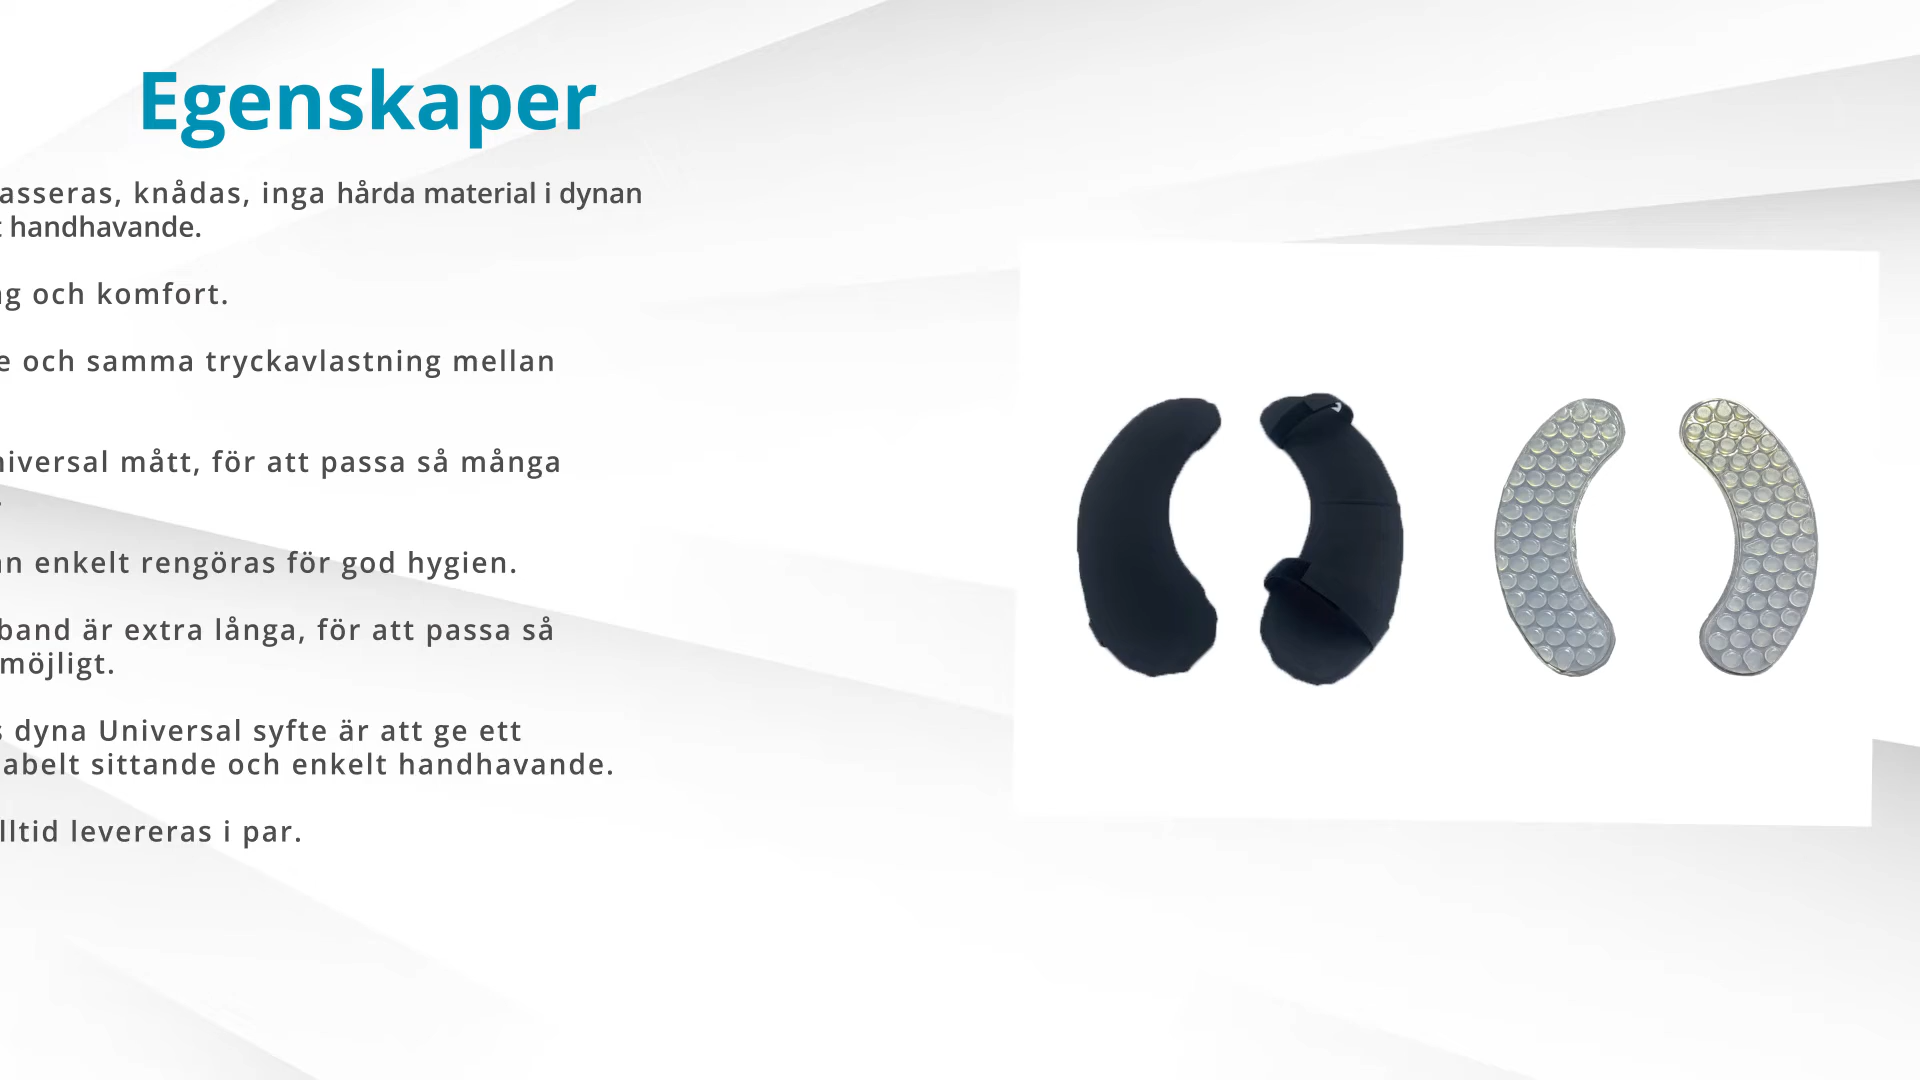 Egenskaper
asseras, knådas, inga hårda material i dynan
handhavande.
och komfort.
och samma tryckavlastning mellan
mått, för att passa så många
enkelt rengöras för god hygien.
band är extra långa, för att passa så
möjligt.
dyna Universal syfte är att ge ett
abelt sittande och enkelt handhavande.
lltid levereras i par.